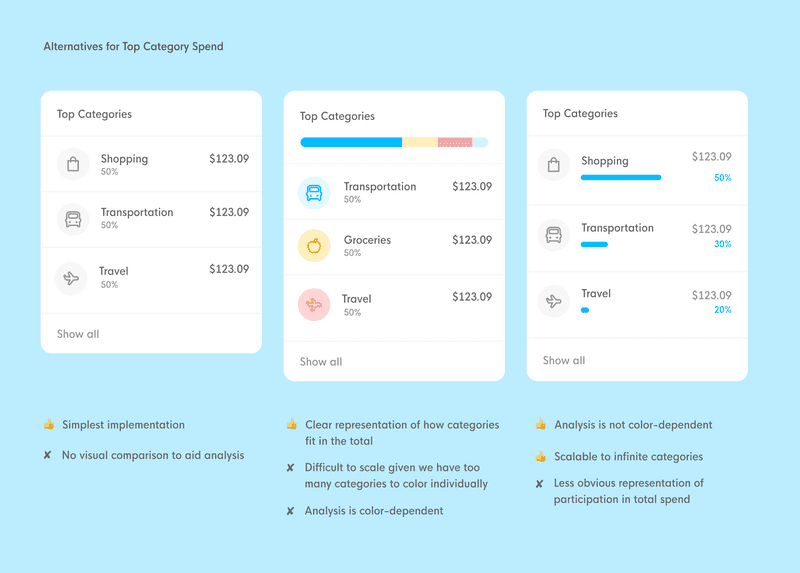 Alternatives for Top Category Spend
Top Categories
Shopping
$123.09
50%
Transportation
$123.09
50%
Travel
$123.09
50%
Show all
👍 Simplest implementation
✘ No visual comparison to aid analysis
Top Categories
Transportation
$123.09
50%
Groceries
$123.09
50%
Travel
$123.09
50%
Show all
👍 Clear representation of how categories
fit in the total
✘ Difficult to scale given we have too
many categories to color individually
✘ Analysis is color-dependent
Top Categories
Shopping
$123.09
50%
Transportation
$123.09
30%
Travel
$123.09
20%
Show all
👍 Analysis is not color-dependent
👍 Scalable to infinite categories
✘ Less obvious representation of
participation in total spend